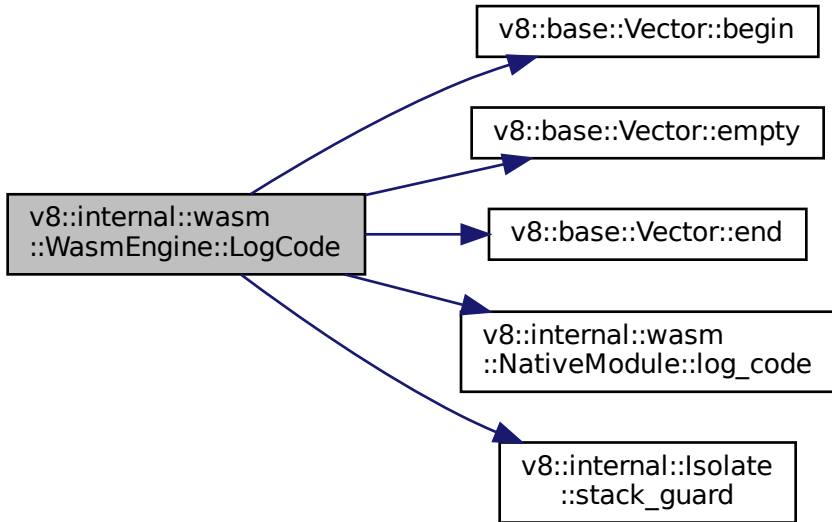 v8::internal::wasm
::WasmEngine::LogCode
v8::base::Vector::begin
v8::base::Vector::empty
v8::base::Vector::end
v8::internal::wasm
::NativeModule::log_code
v8::internal::Isolate
::stack_guard